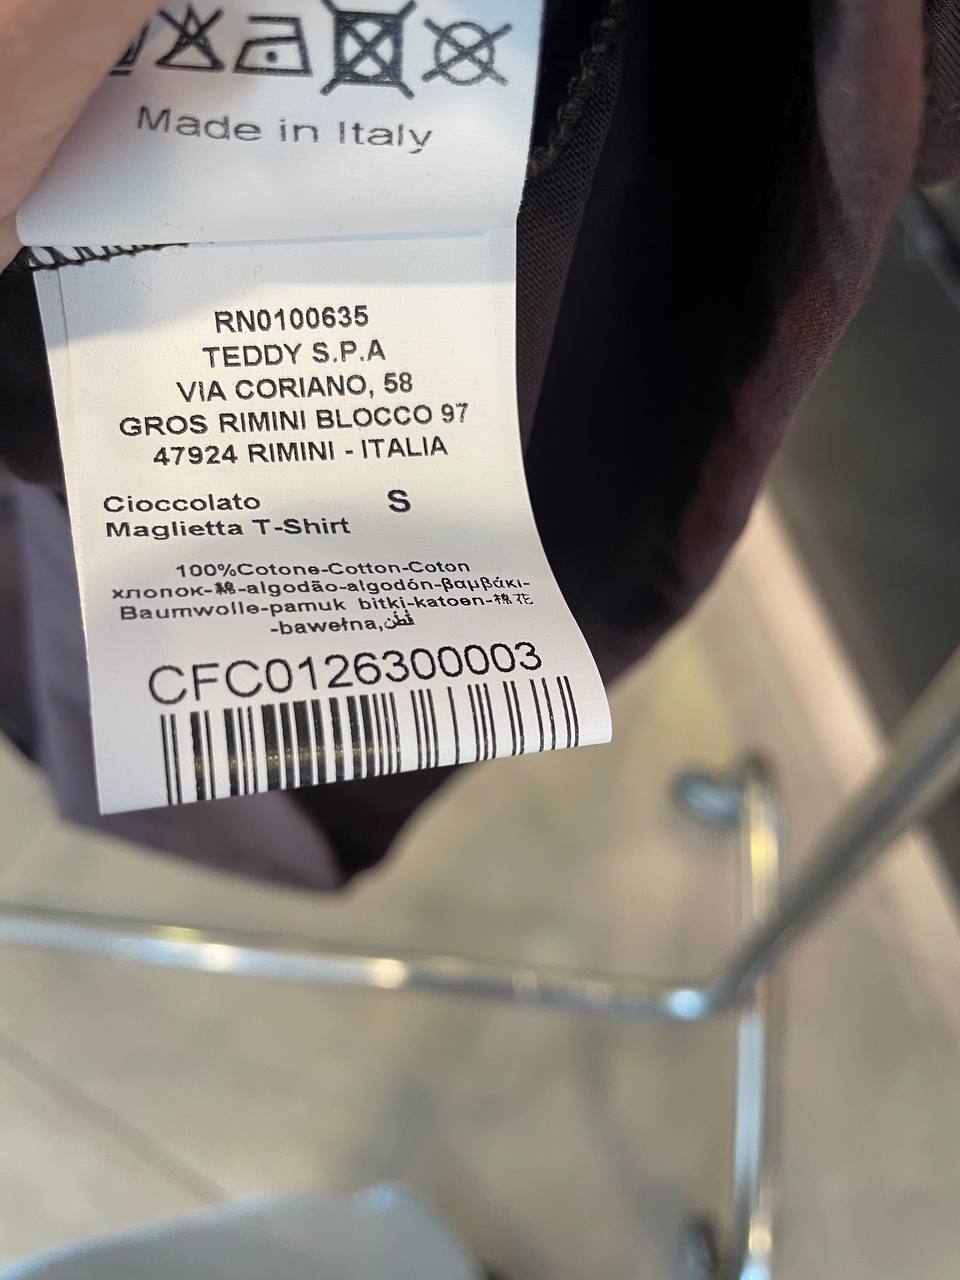 Made in Italy
RN0100635
TEDDY S.P.A
VIA CORIANO, 58
GROS RIMINI BLOCCO 97
47924 RIMINI - ITALIA
Cioccolato S
Maglietta T-Shirt
100%Cotone-Cotton-Coton
хлопок-綿-algodão-algodón-βαμβάκι-
Baumwolle-pamuk bitki-katoen-棉花
-bawełna,قطن
CFC0126300003